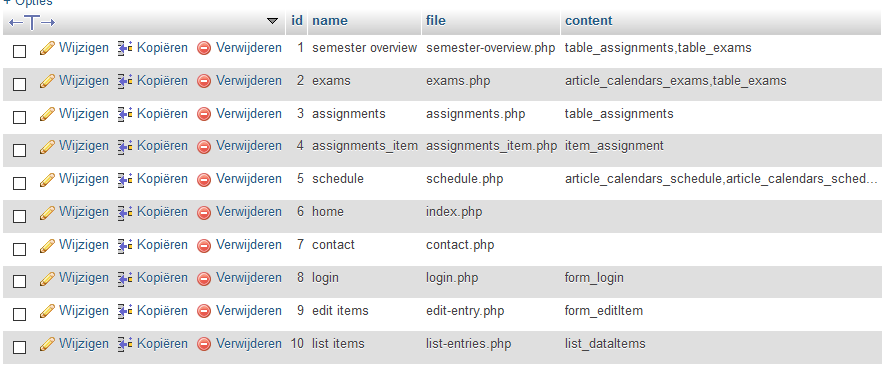 + Opties
id name file content
Wijzigen Kopiëren Verwijderen 1 semester overview semester-overview.php table_assignments,table_exams
Wijzigen Kopiëren Verwijderen 2 exams exams.php article_calendars_exams,table_exams
Wijzigen Kopiëren Verwijderen 3 assignments assignments.php table_assignments
Wijzigen Kopiëren Verwijderen 4 assignments_item assignments_item.php item_assignment
Wijzigen Kopiëren Verwijderen 5 schedule schedule.php article_calendars_schedule,article_calendars_sched...
Wijzigen Kopiëren Verwijderen 6 home index.php
Wijzigen Kopiëren Verwijderen 7 contact contact.php
Wijzigen Kopiëren Verwijderen 8 login login.php form_login
Wijzigen Kopiëren Verwijderen 9 edit items edit-entry.php form_editItem
Wijzigen Kopiëren Verwijderen 10 list items list-entries.php list_dataItems